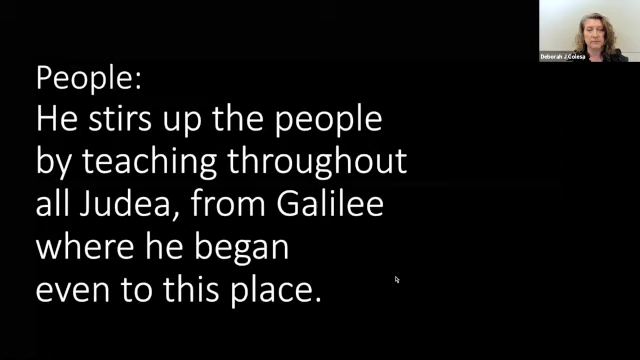 People:
He stirs up the people
by teaching throughout
all Judea, from Galilee
where he began
even to this place.
Deborah J Colesa